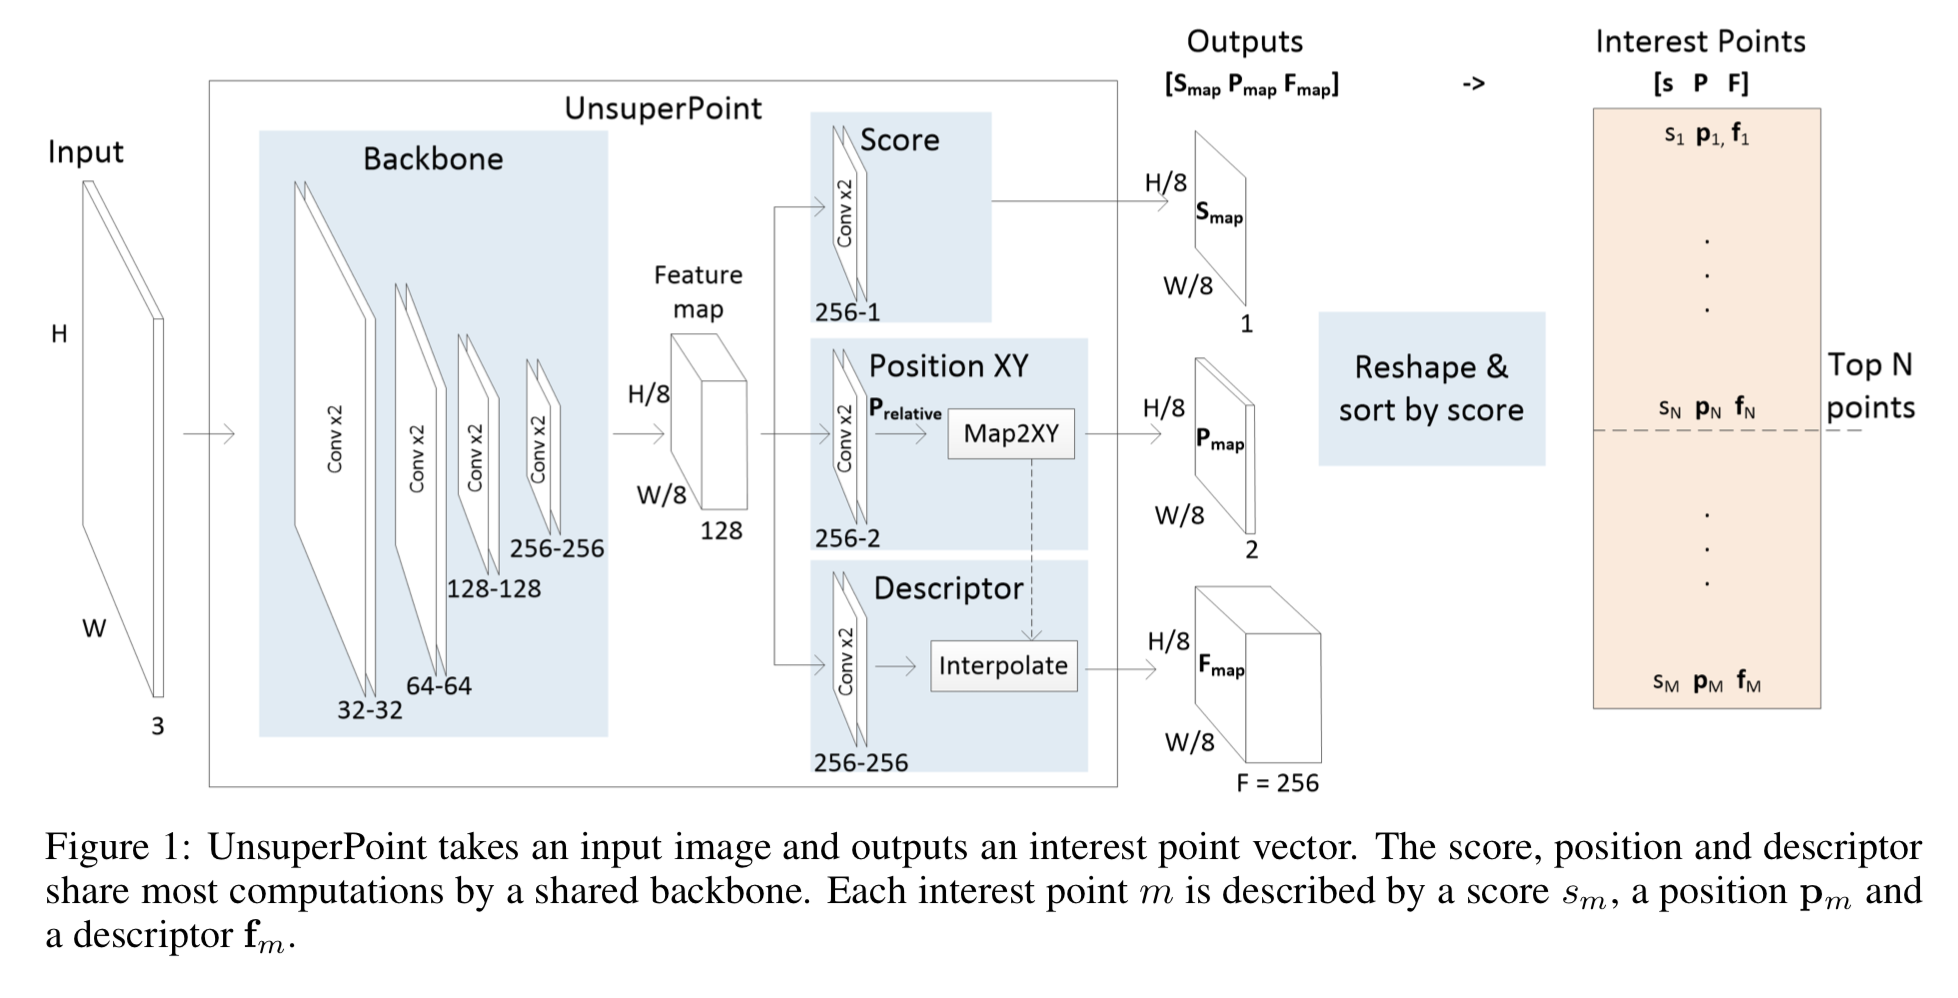 Input
H
W
3
UnsuperPoint
Backbone
Conv x2
32-32
Conv x2
64-64
Conv x2
128-128
Conv x2
256-256
Feature
map
H/8
W/8
128
Score
Conv x2
256-1
Position XY
Conv x2
Prelative
Map2XY
256-2
Descriptor
Conv x2
Interpolate
256-256
Outputs
[Smap Pmap Fmap]
->
H/8
Smap
W/8
1
H/8
Pmap
W/8
2
H/8
Fmap
W/8
F = 256
Reshape &
sort by score
Interest Points
[s P F]
s1 p1, f1
.
.
.
sN pN fN
Top N
points
.
.
.
sM pM fM
Figure 1: UnsuperPoint takes an input image and outputs an interest point vector. The score, position and descriptor
share most computations by a shared backbone. Each interest point m is described by a score sm, a position pm and
a descriptor fm.